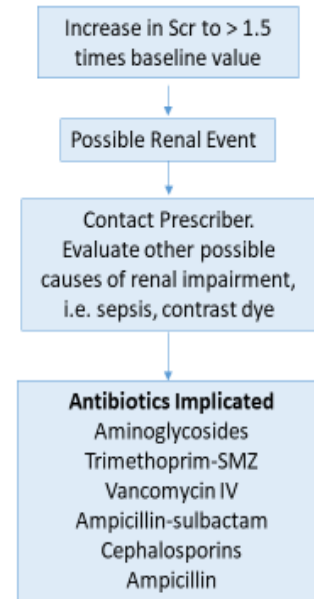 Increase in Scr to > 1.5
times baseline value
Possible Renal Event
Contact Prescriber.
Evaluate other possible
causes of renal impairment,
i.e. sepsis, contrast dye
Antibiotics Implicated
Aminoglycosides
Trimethoprim-SMZ
Vancomycin IV
Ampicillin-sulbactam
Cephalosporins
Ampicillin